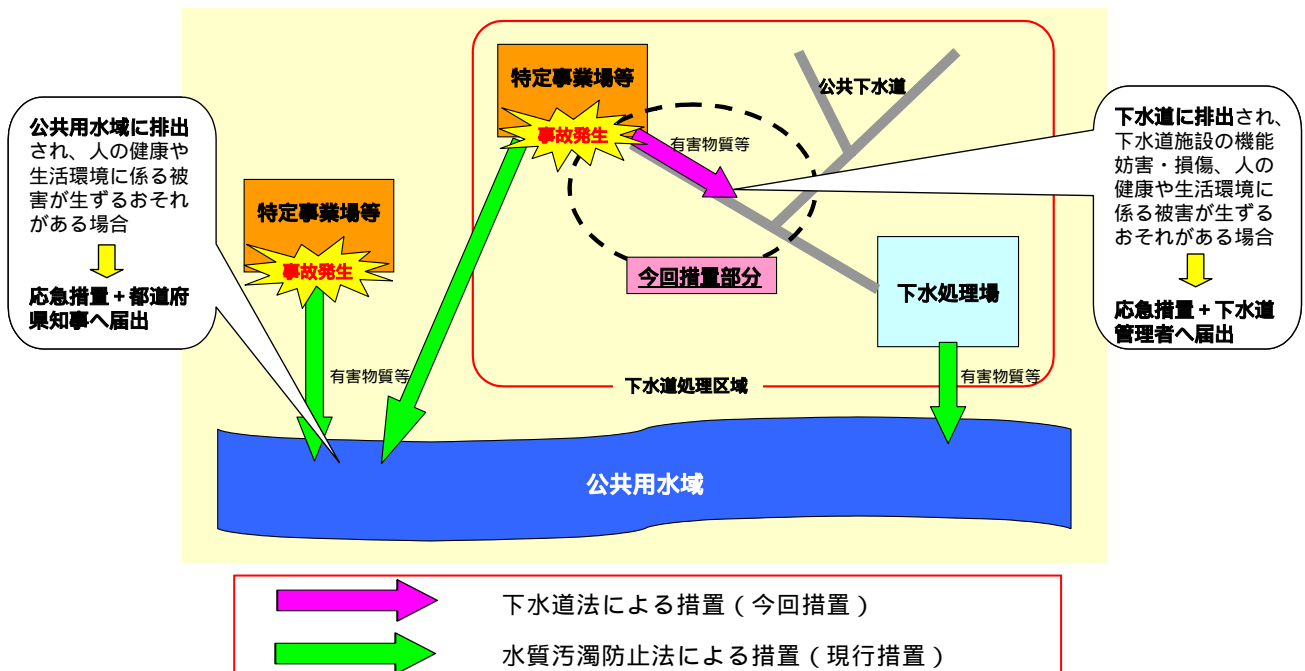 特定事業場等
事故発生
有害物質等
公共下水道
公共用水域に排出
され、人の健康や
生活環境に係る被
害が生ずるおそれ
がある場合
応急措置+都道府
県知事へ届出
下水道に排出され、
下水道施設の機能
妨害・損傷、人の
健康や生活環境に
係る被害が生ずる
おそれがある場合
応急措置+下水道
管理者へ届出
特定事業場等
事故発生
今回措置部分
下水処理場
有害物質等
下水道処理区域
有害物質等
公共用水域
下水道法による措置(今回措置)
水質汚濁防止法による措置(現行措置)